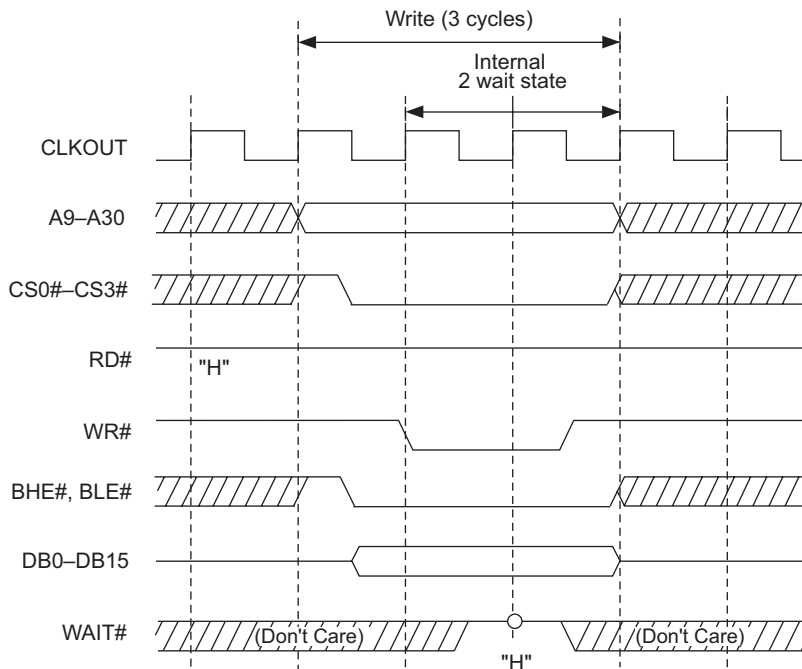 Write (3 cycles)
Internal
2 wait state
CLKOUT
A9–A30
CS0#–CS3#
RD#
"H"
WR#
BHE#, BLE#
DB0–DB15
WAIT#
(Don't Care)
(Don't Care)
"H"